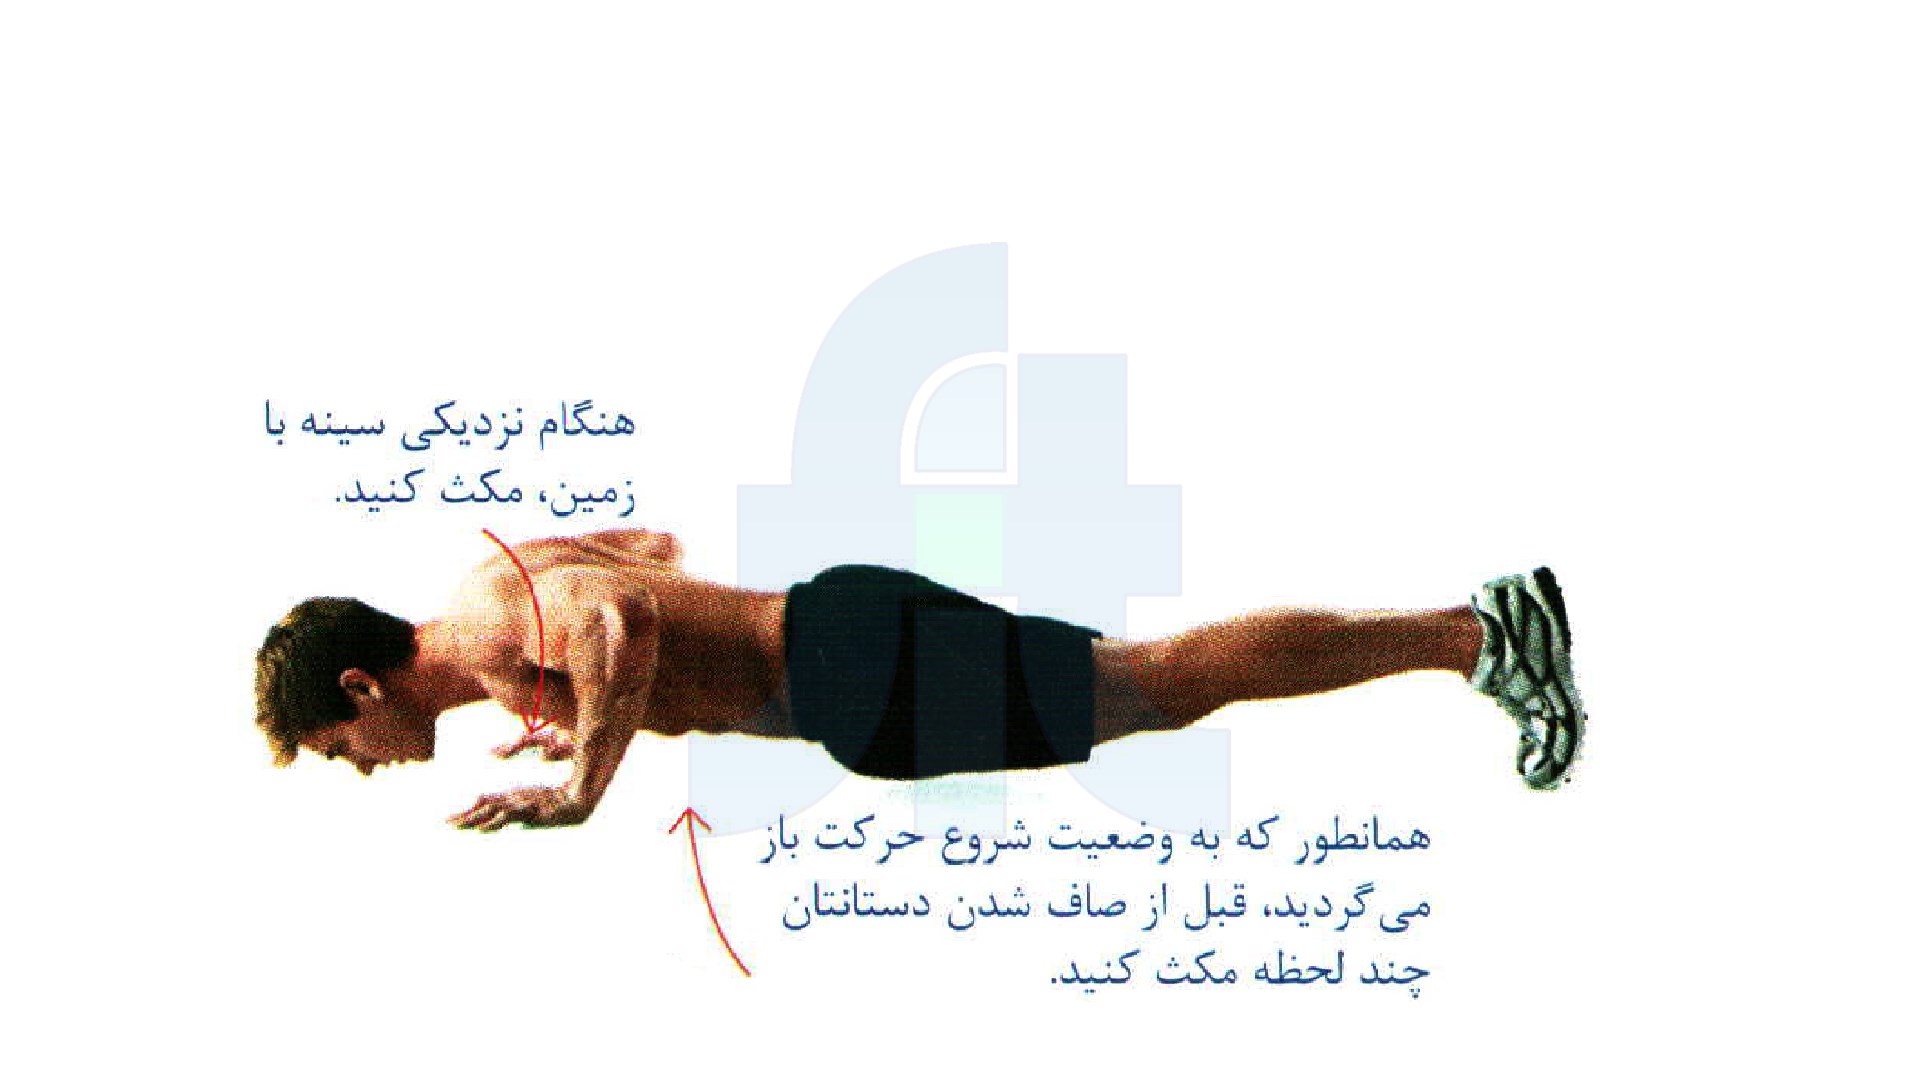 هنگام نزدیکی سینه با
زمین، مکث کنید.
fit
همانطور که به وضعیت شروع حرکت باز
می‌گردید، قبل از صاف شدن دستانتان
چند لحظه مکث کنید.